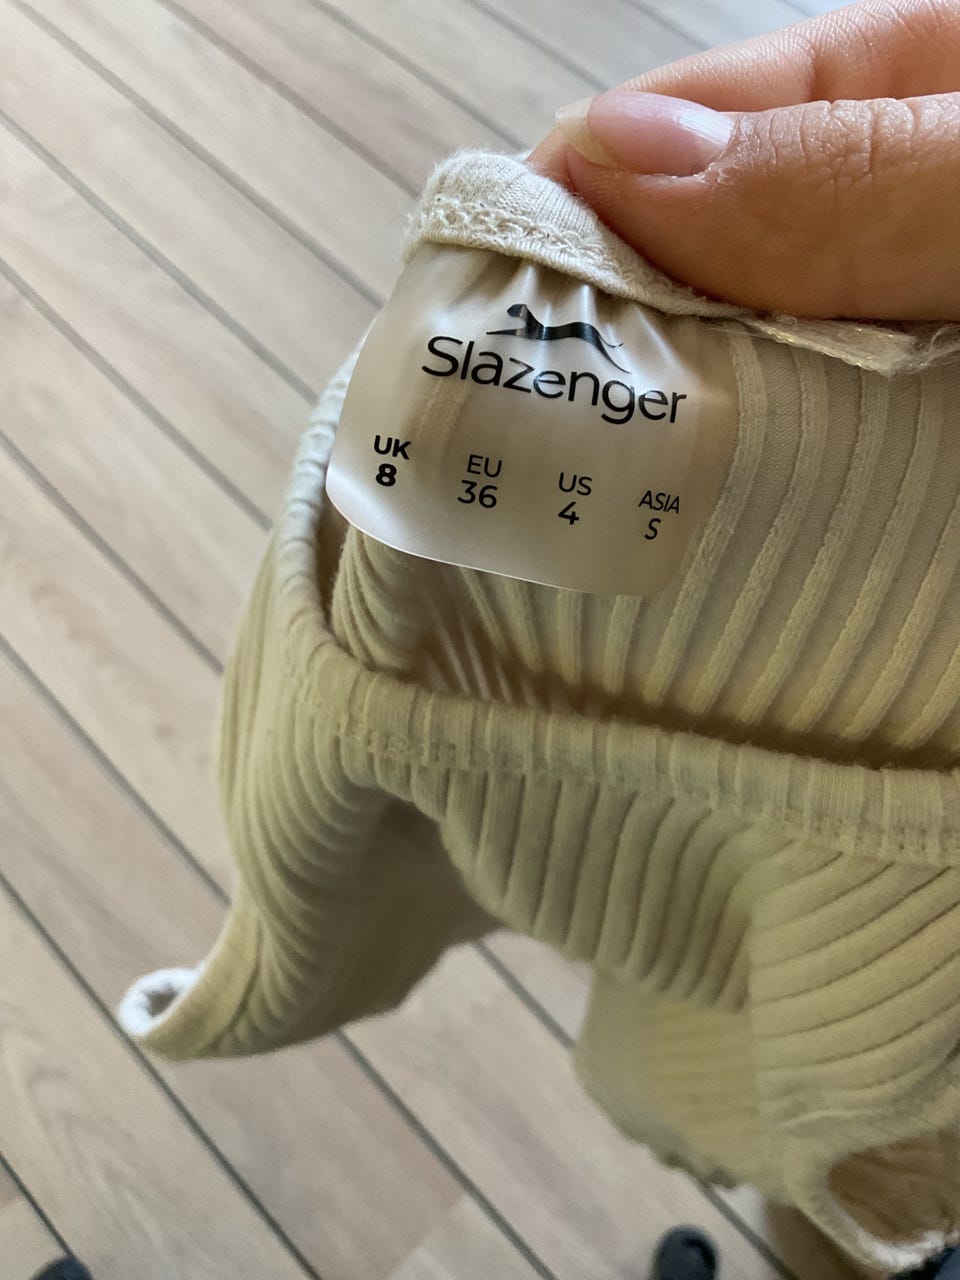 Slazenger
UK EU US ASIA
8 36 4 S